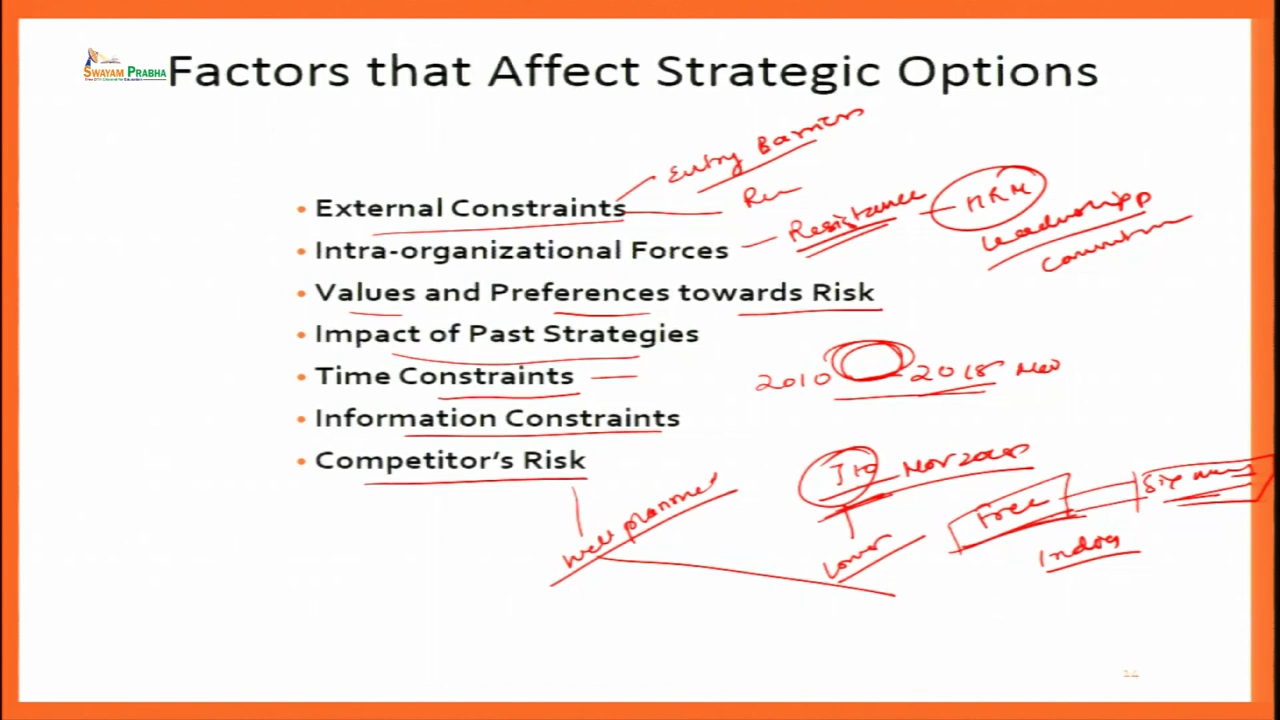 SWAYAM PRABHA
Factors that Affect Strategic Options
Entry Barriers
• External Constraints
• Intra-organizational Forces
Resistance
HRM
Leadership
• Values and Preferences towards Risk
• Impact of Past Strategies
• Time Constraints
2010 2018 Nov
• Information Constraints
• Competitor's Risk
Well planned
Jio
Lower
Free
India
14